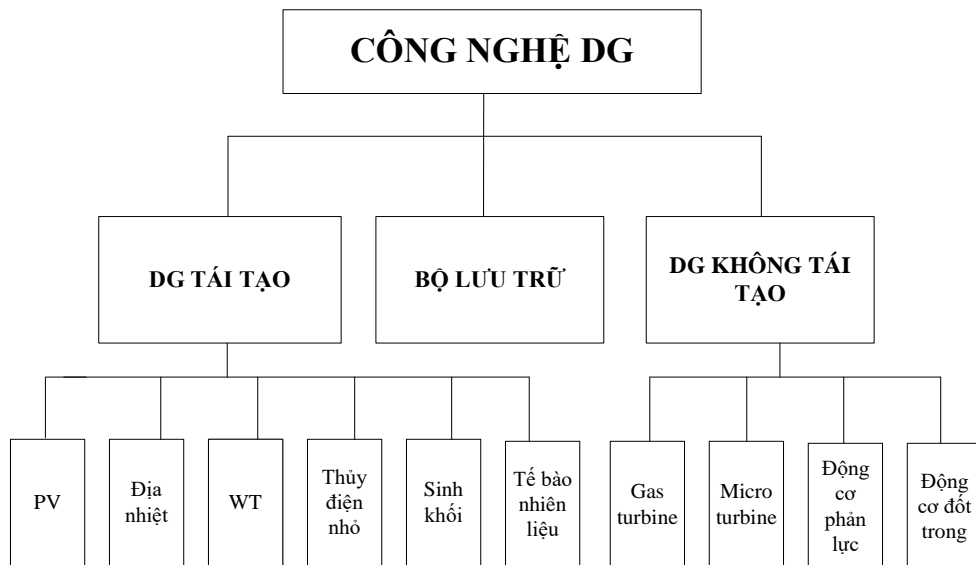 CÔNG NGHỆ DG
DG TÁI TẠO
BỘ LƯU TRỮ
DG KHÔNG TÁI
TẠO
PV
Địa
nhiệt
WT
Thủy
điện
nhỏ
Sinh
khối
Tế bào
nhiên
liệu
Gas
turbine
Micro
turbine
Động
cơ
phản
lực
Động
cơ đốt
trong